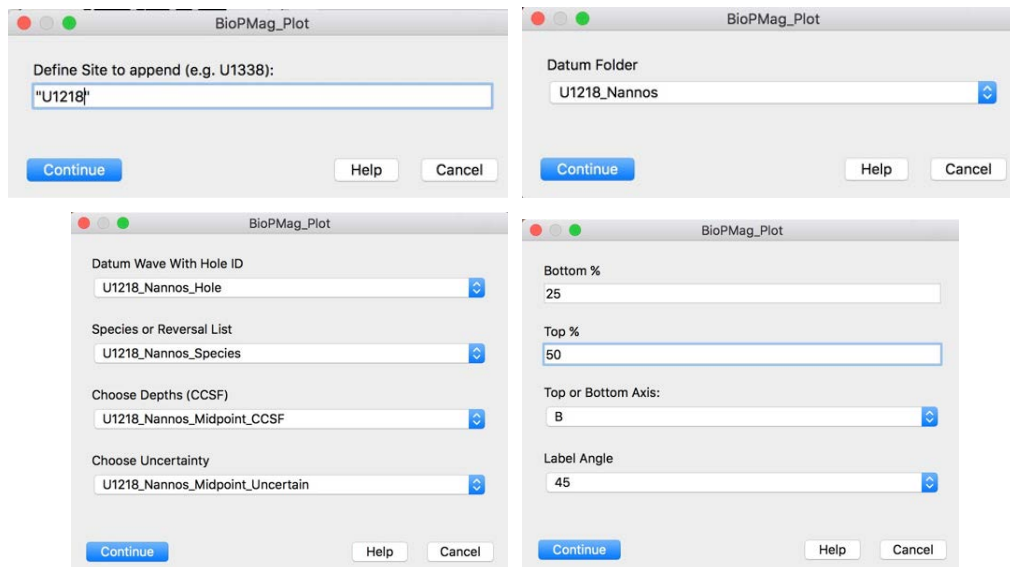 BioPMag_Plot
Define Site to append (e.g. U1338):
"U1218"
Continue
Help
Cancel
BioPMag_Plot
Datum Folder
U1218_Nannos
Continue
Help
Cancel
BioPMag_Plot
Datum Wave With Hole ID
U1218_Nannos_Hole
Species or Reversal List
U1218_Nannos_Species
Choose Depths (CCSF)
U1218_Nannos_Midpoint_CCSF
Choose Uncertainty
U1218_Nannos_Midpoint_Uncertain
Continue
Help
Cancel
BioPMag_Plot
Bottom %
25
Top %
50
Top or Bottom Axis:
B
Label Angle
45
Continue
Help
Cancel